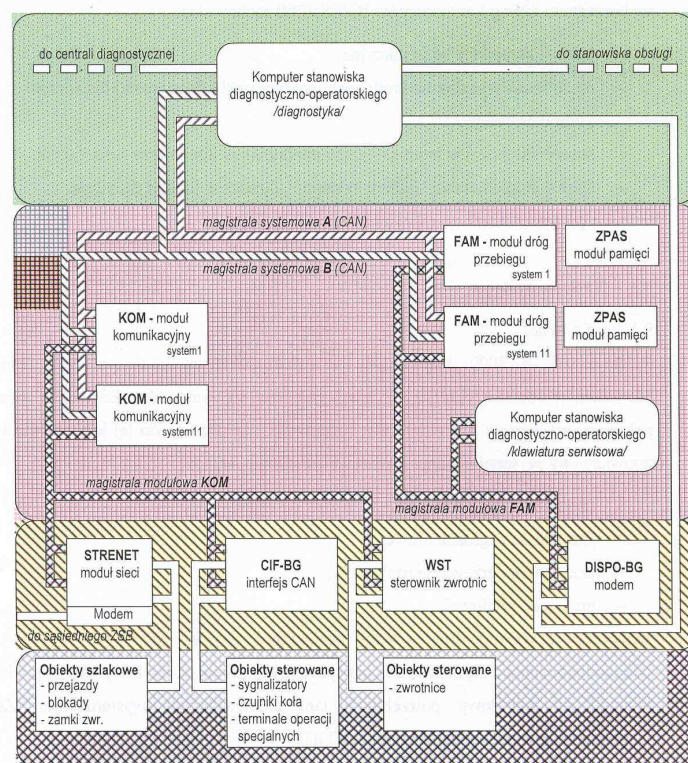 do centrali diagnostycznej
do stanowiska obsługi
Komputer stanowiska
diagnostyczno-operatorskiego
/diagnostyka/
magistrala systemowa A (CAN)
magistrala systemowa B (CAN)
FAM - moduł dróg
przebiegu
system 1
ZPAS
moduł pamięci
FAM - moduł dróg
przebiegu
system 11
ZPAS
moduł pamięci
KOM - moduł
komunikacyjny
system1
KOM - moduł
komunikacyjny
system11
Komputer stanowiska
diagnostyczno-operatorskiego
/klawiatura serwisowa/
magistrala modułowa KOM
magistrala modułowa FAM
STRENET
moduł sieci
Modem
CIF-BG
interfejs CAN
WST
sterownik zwrotnic
DISPO-BG
modem
do sąsiedniego ZSB
Obiekty szlakowe
- przejazdy
- blokady
- zamki zwr.
Obiekty sterowane
- sygnalizatory
- czujniki koła
- terminale operacji
specjalnych
Obiekty sterowane
- zwrotnice